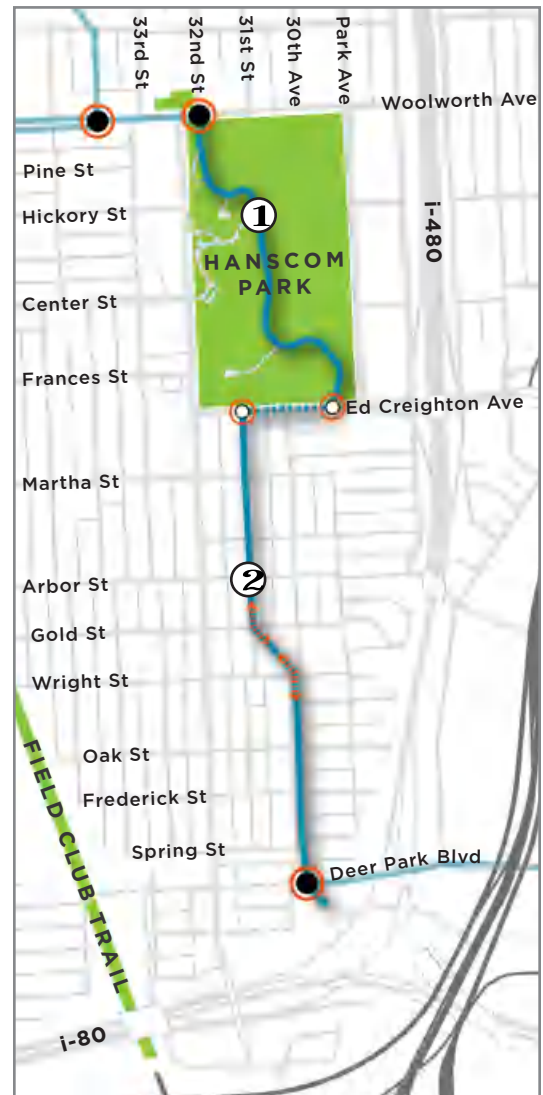 33rd St
32nd St
31st St
30th Ave
Park Ave
Woolworth Ave
Pine St
Hickory St
1
i-480
HANSCOM
PARK
Center St
Frances St
Ed Creighton Ave
Martha St
2
Arbor St
Gold St
Wright St
Oak St
Frederick St
Spring St
Deer Park Blvd
FIELD CLUB TRAIL
i-80